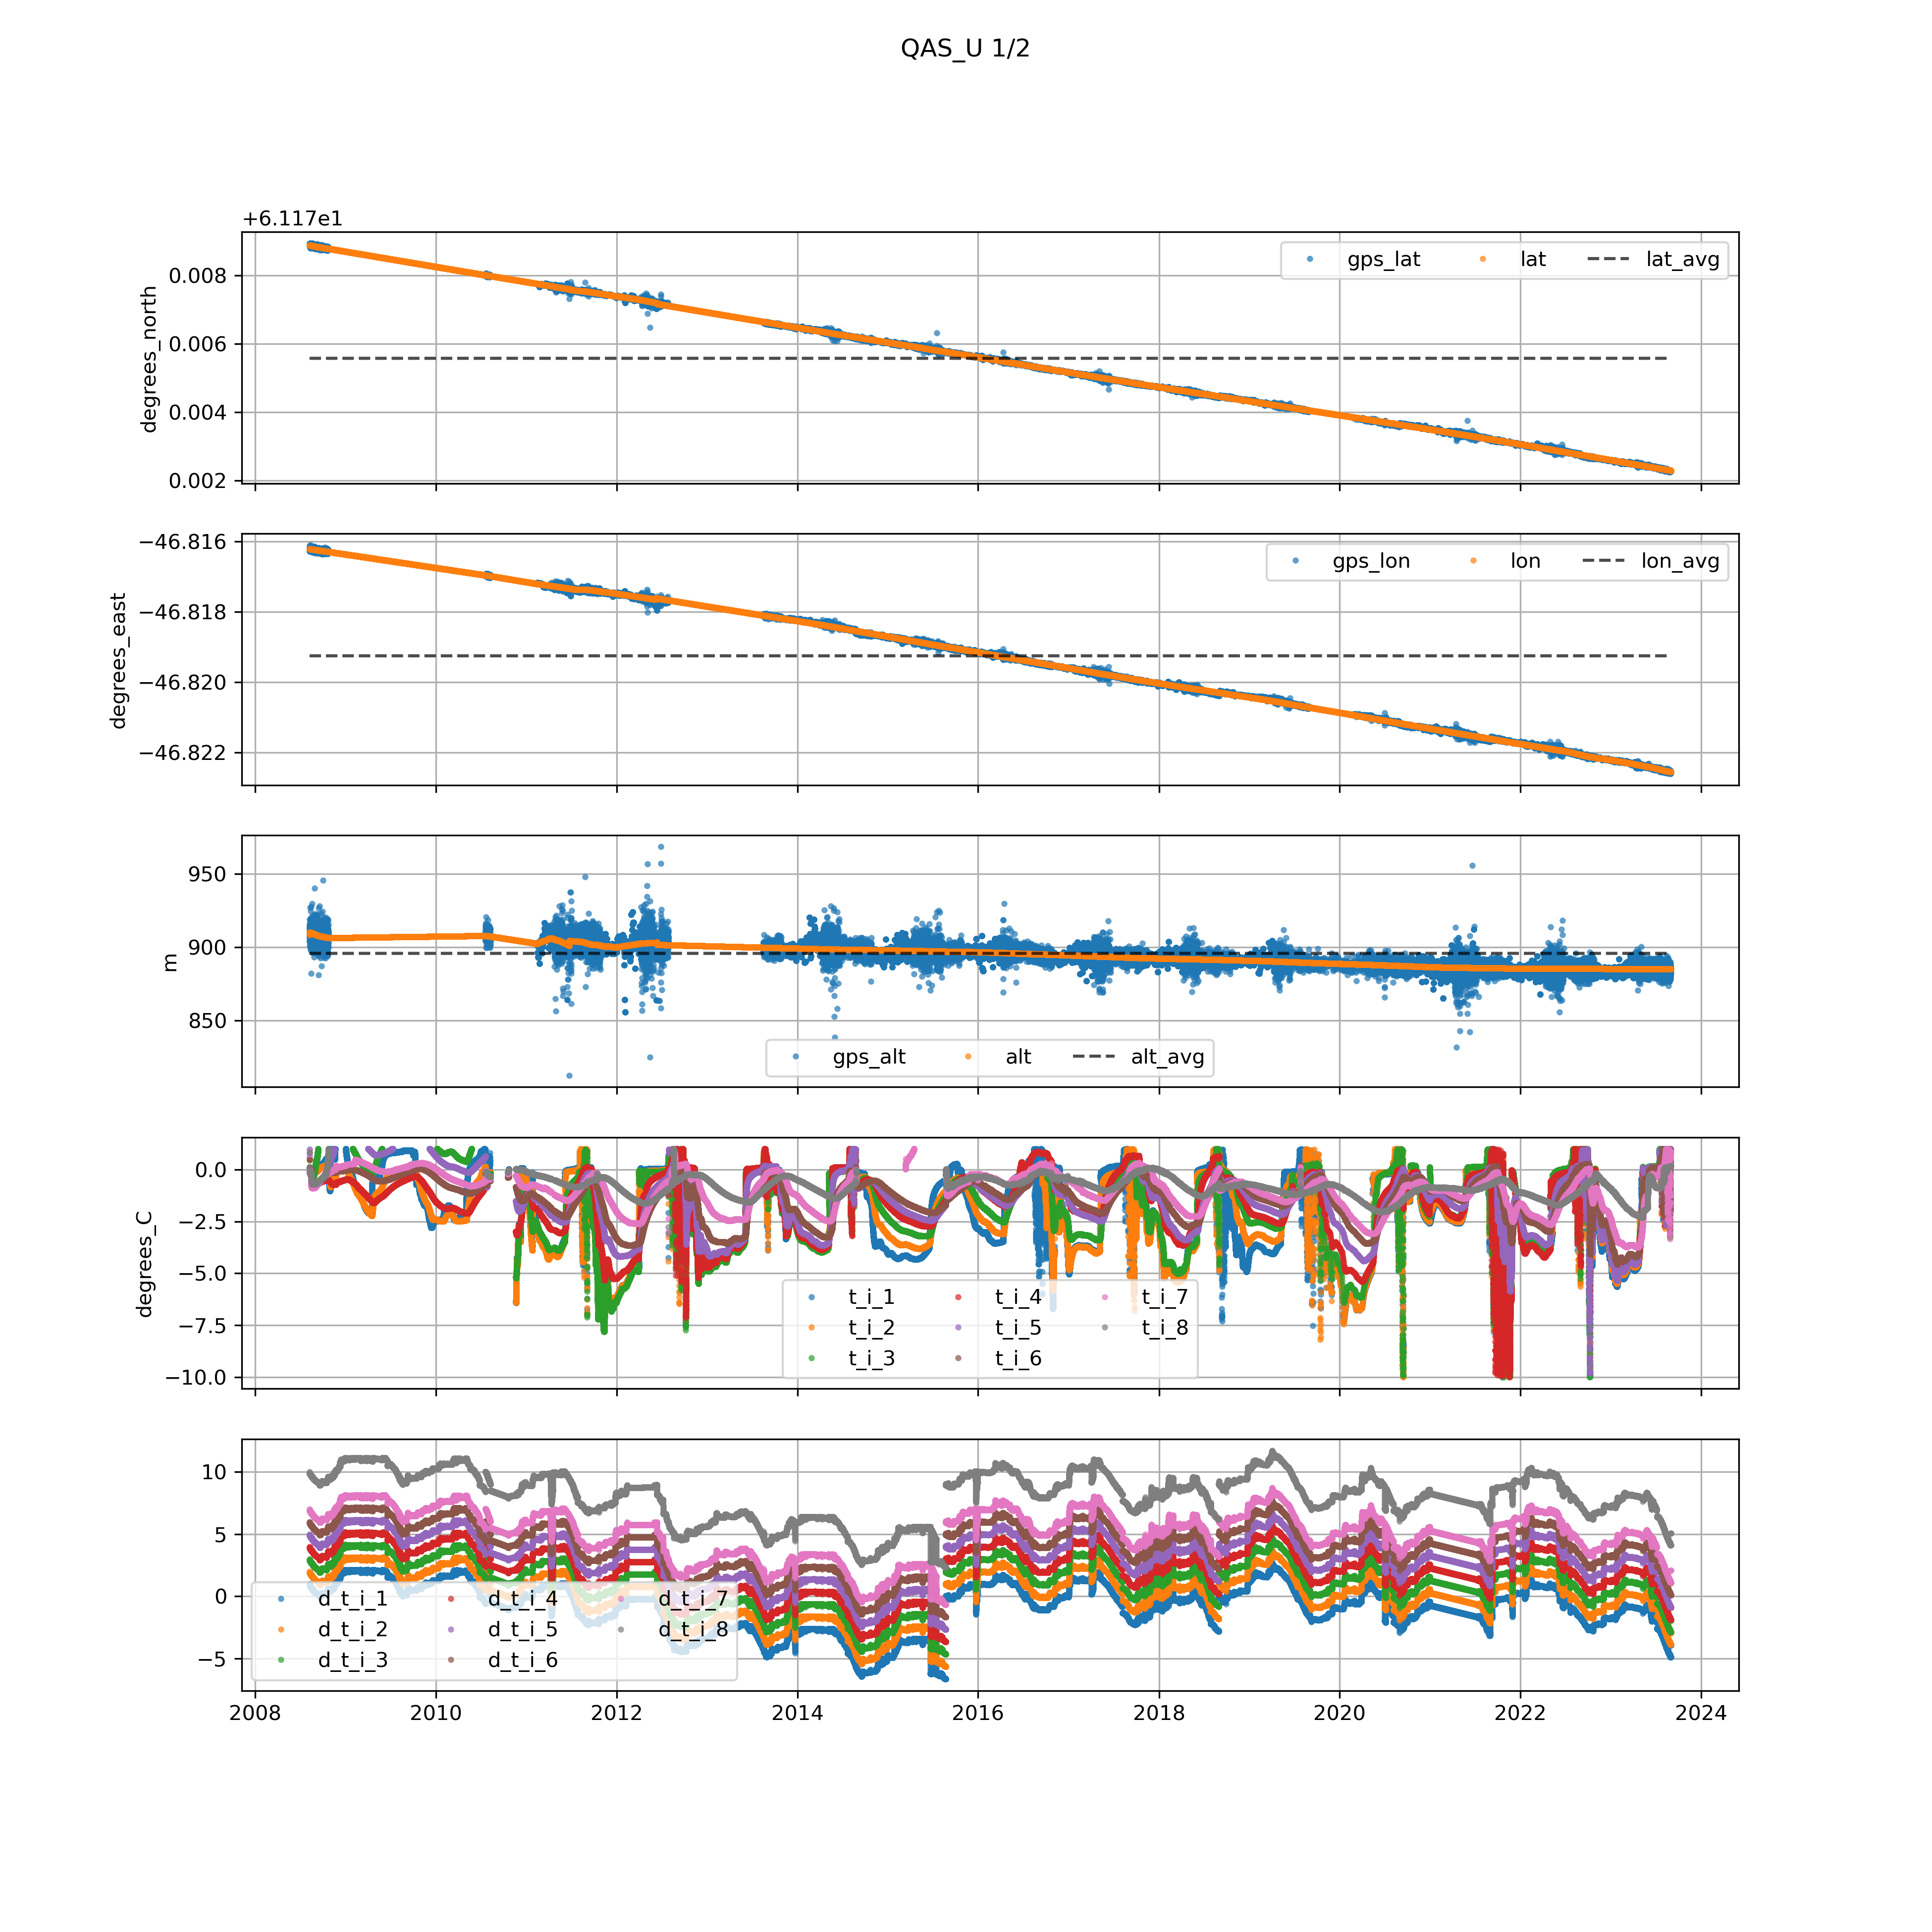 QAS_U 1/2
+6.117e1
degrees_north
0.008
0.006
0.004
0.002
gps_lat lat lat_avg
degrees_east
−46.816
−46.818
−46.820
−46.822
gps_lon lon lon_avg
m
950
900
850
gps_alt alt alt_avg
degrees_C
0.0
−2.5
−5.0
−7.5
−10.0
t_i_1 t_i_4 t_i_7
t_i_2 t_i_5 t_i_8
t_i_3 t_i_6
10
5
0
−5
d_t_i_1 d_t_i_4 d_t_i_7
d_t_i_2 d_t_i_5 d_t_i_8
d_t_i_3 d_t_i_6
2008 2010 2012 2014 2016 2018 2020 2022 2024